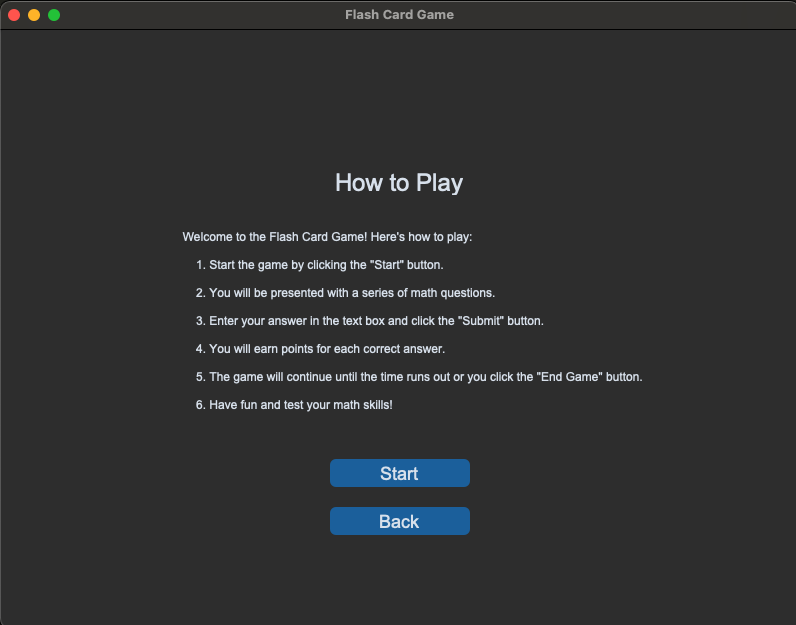 Flash Card Game
How to Play
Welcome to the Flash Card Game! Here's how to play:
1. Start the game by clicking the "Start" button.
2. You will be presented with a series of math questions.
3. Enter your answer in the text box and click the "Submit" button.
4. You will earn points for each correct answer.
5. The game will continue until the time runs out or you click the "End Game" button.
6. Have fun and test your math skills!
Start
Back